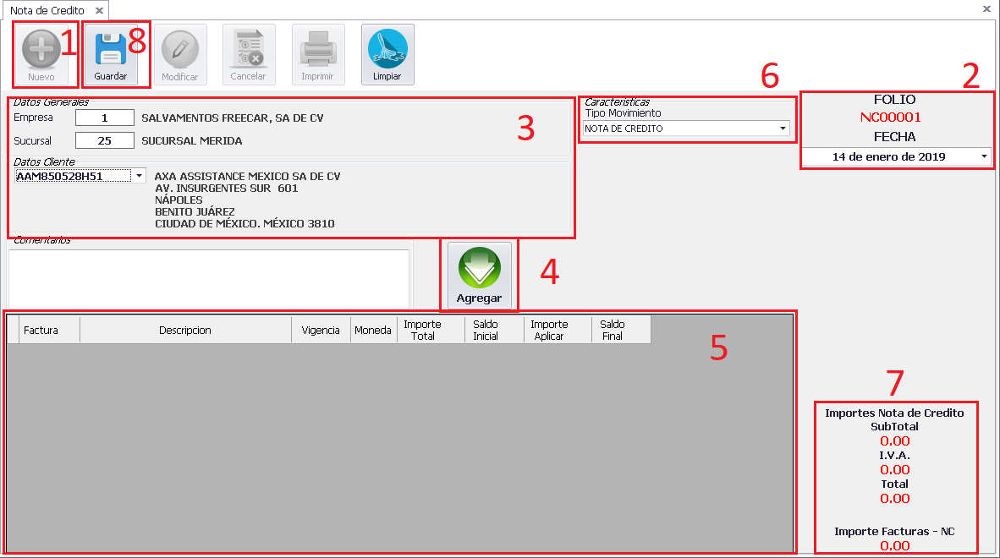 Nota de Credito
1
8
Nuevo
Guardar
Modificar
Cancelar
Imprimir
Limpiar
6
2
Datos Generales
Empresa 1 SALVAMENTOS FREECAR, SA DE CV
Sucursal 25 SUCURSAL MERIDA
3
Caracteristicas
Tipo Movimiento
NOTA DE CREDITO
FOLIO
NC00001
FECHA
14 de enero de 2019
Datos Cliente
AAM850528H51 AXA ASSISTANCE MEXICO SA DE CV
AV. INSURGENTES SUR 601
NÁPOLES
BENITO JUÁREZ
CIUDAD DE MÉXICO. MÉXICO 3810
Comentarios
Agregar
4
Factura Descripcion Vigencia Moneda Importe Total Saldo Inicial Importe Aplicar Saldo Final
5
7
Importes Nota de Credito
SubTotal
0.00
I.V.A.
0.00
Total
0.00
Importe Facturas - NC
0.00